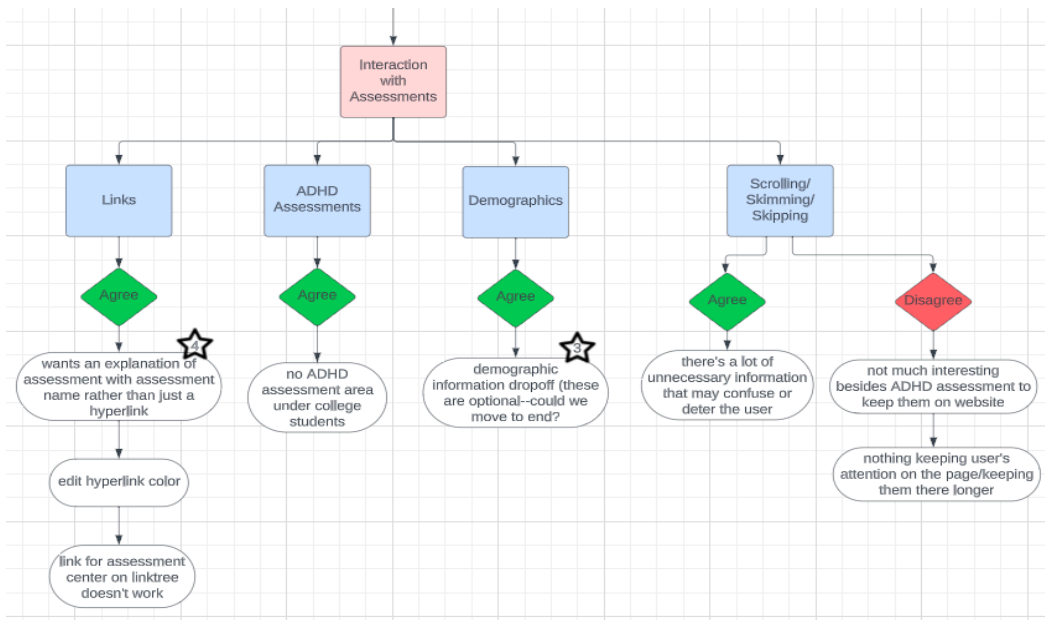 Interaction
with
Assessments
Links
ADHD
Assessments
Demographics
Scrolling/
Skimming/
Skipping
Agree
Agree
Agree
Agree
Disagree
4
wants an explanation of
assessment with assessment
name rather than just a
hyperlink
edit hyperlink color
link for assessment
center on linktree
doesn't work
no ADHD
assessment area
under college
students
3
demographic
information dropoff (these
are optional--could we
move to end?
there's a lot of
unnecessary information
that may confuse or
deter the user
not much interesting
besides ADHD assessment to
keep them on website
nothing keeping user's
attention on the page/keeping
them there longer